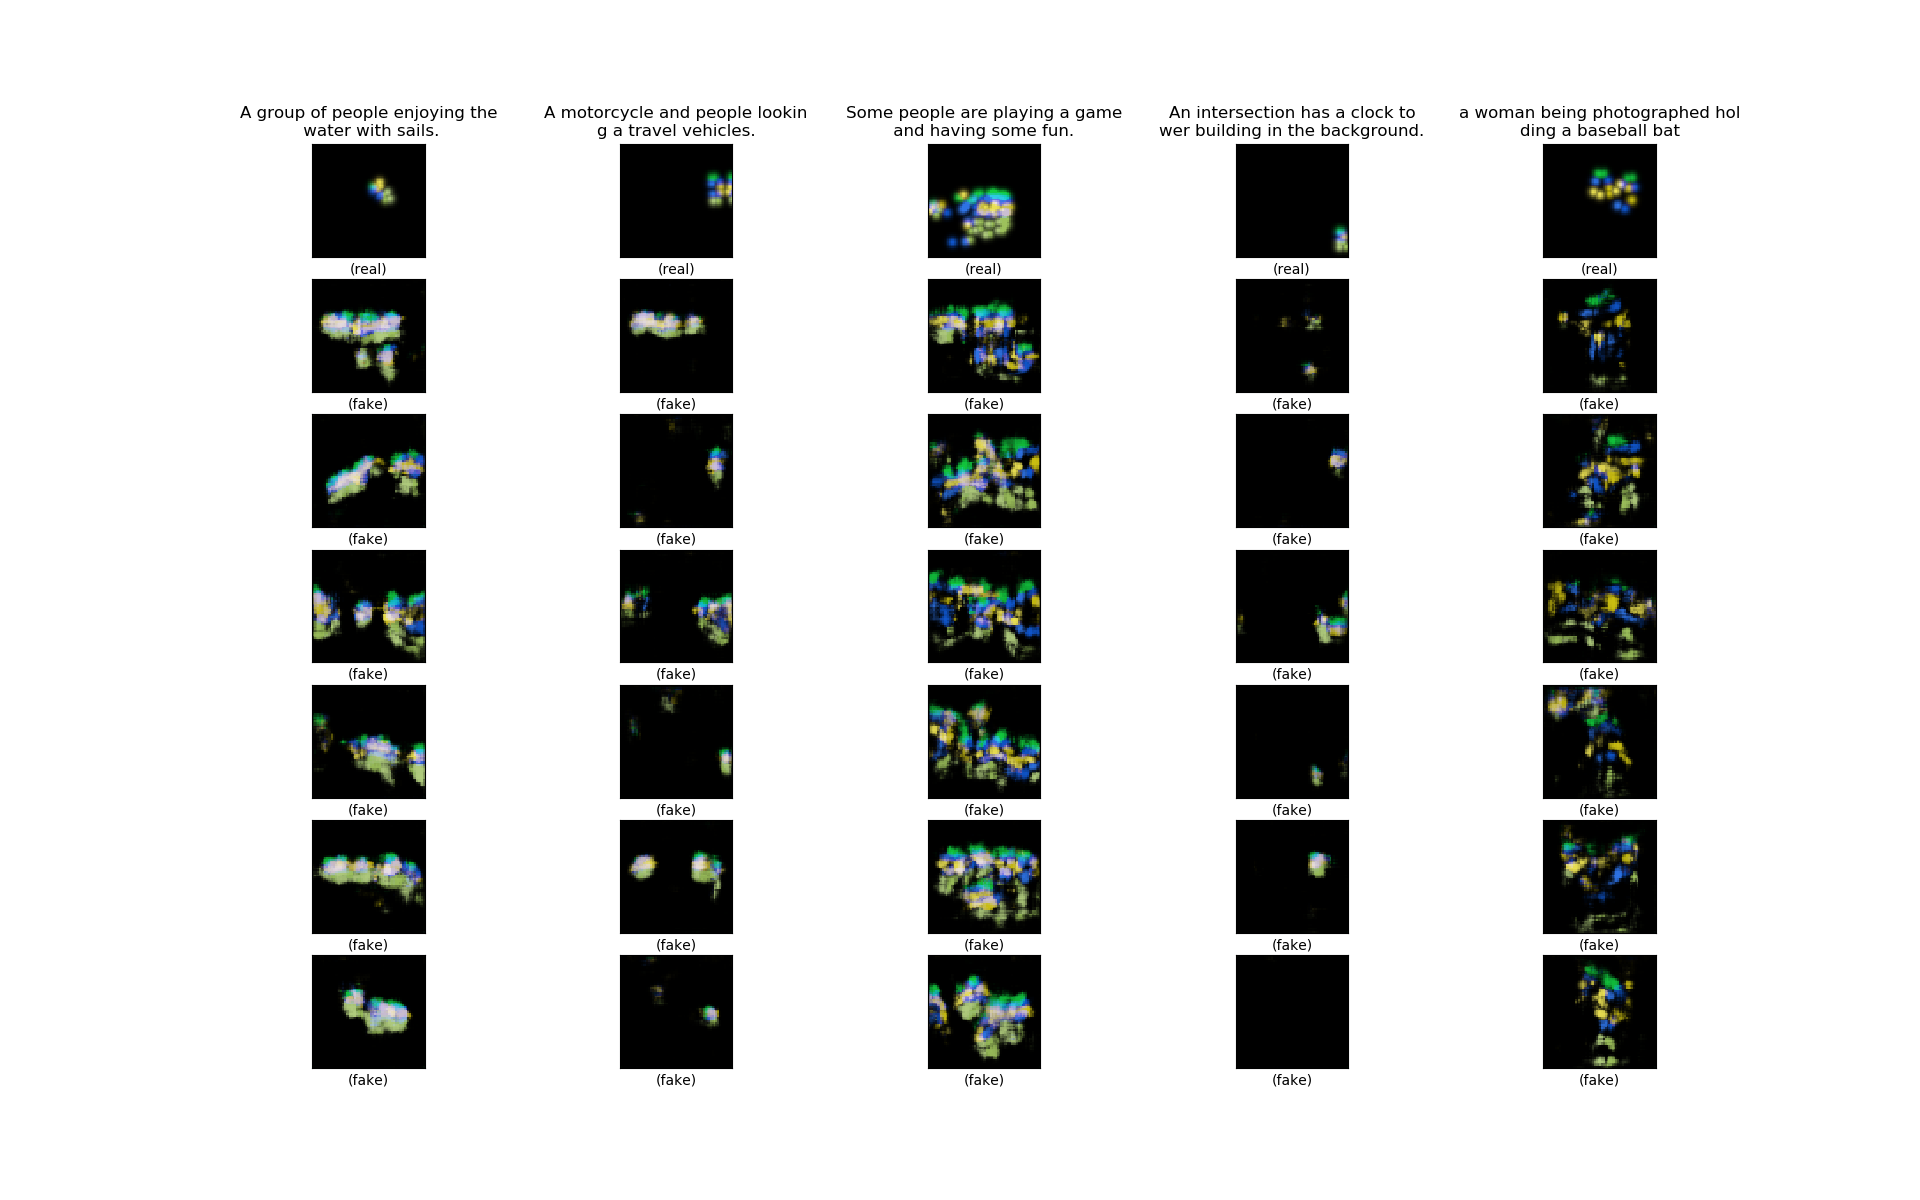 A group of people enjoying the
water with sails.
A motorcycle and people lookin
g a travel vehicles.
Some people are playing a game
and having some fun.
An intersection has a clock to
wer building in the background.
a woman being photographed hol
ding a baseball bat
(real) (real) (real) (real) (real)
(fake) (fake) (fake) (fake) (fake)
(fake) (fake) (fake) (fake) (fake)
(fake) (fake) (fake) (fake) (fake)
(fake) (fake) (fake) (fake) (fake)
(fake) (fake) (fake) (fake) (fake)
(fake) (fake) (fake) (fake) (fake)